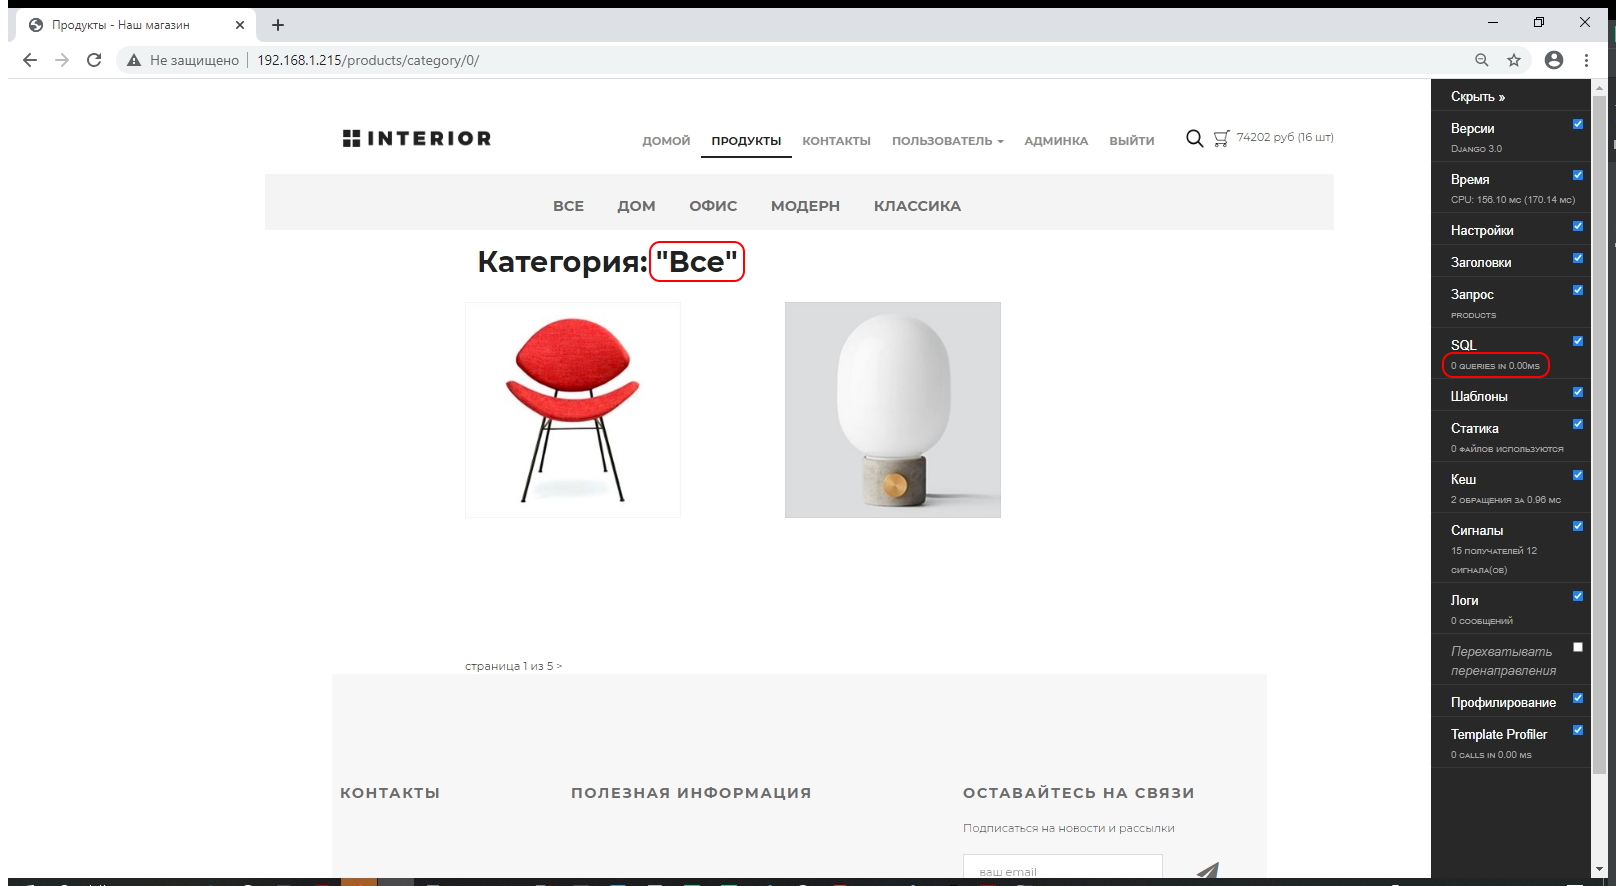 Продукты - Наш магазин
Не защищено 192.168.1.215/products/category/0/
INTERIOR
ДОМОЙ ПРОДУКТЫ КОНТАКТЫ ПОЛЬЗОВАТЕЛЬ АДМИНКА ВЫЙТИ 74202 руб (16 шт)
ВСЕ ДОМ ОФИС МОДЕРН КЛАССИКА
Категория: "Все"
страница 1 из 5 >
КОНТАКТЫ
ПОЛЕЗНАЯ ИНФОРМАЦИЯ
ОСТАВАЙТЕСЬ НА СВЯЗИ
Подписаться на новости и рассылки
ваш email
Скрыть »
Версии
Django 3.0
Время
CPU: 156.10 мс (170.14 мс)
Настройки
Заголовки
Запрос
products
SQL
0 queries in 0.00ms
Шаблоны
Статика
0 файлов используются
Кеш
2 обращения за 0.96 мс
Сигналы
15 получателей 12
сигнала(ов)
Логи
0 сообщений
Перехватывать
перенаправления
Профилирование
Template Profiler
0 calls in 0.00 ms